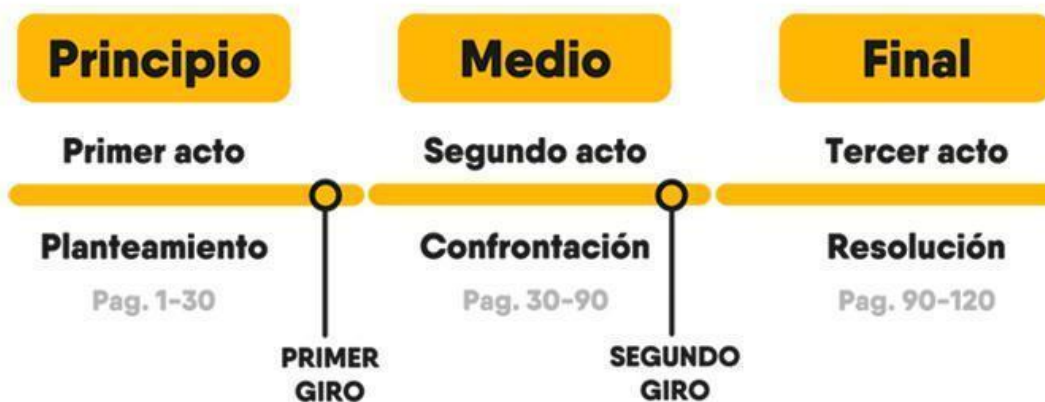 Principio
Medio
Final
Primer acto
Segundo acto
Tercer acto
Planteamiento
Confrontación
Resolución
Pag. 1-30
Pag. 30-90
Pag. 90-120
PRIMER
GIRO
SEGUNDO
GIRO